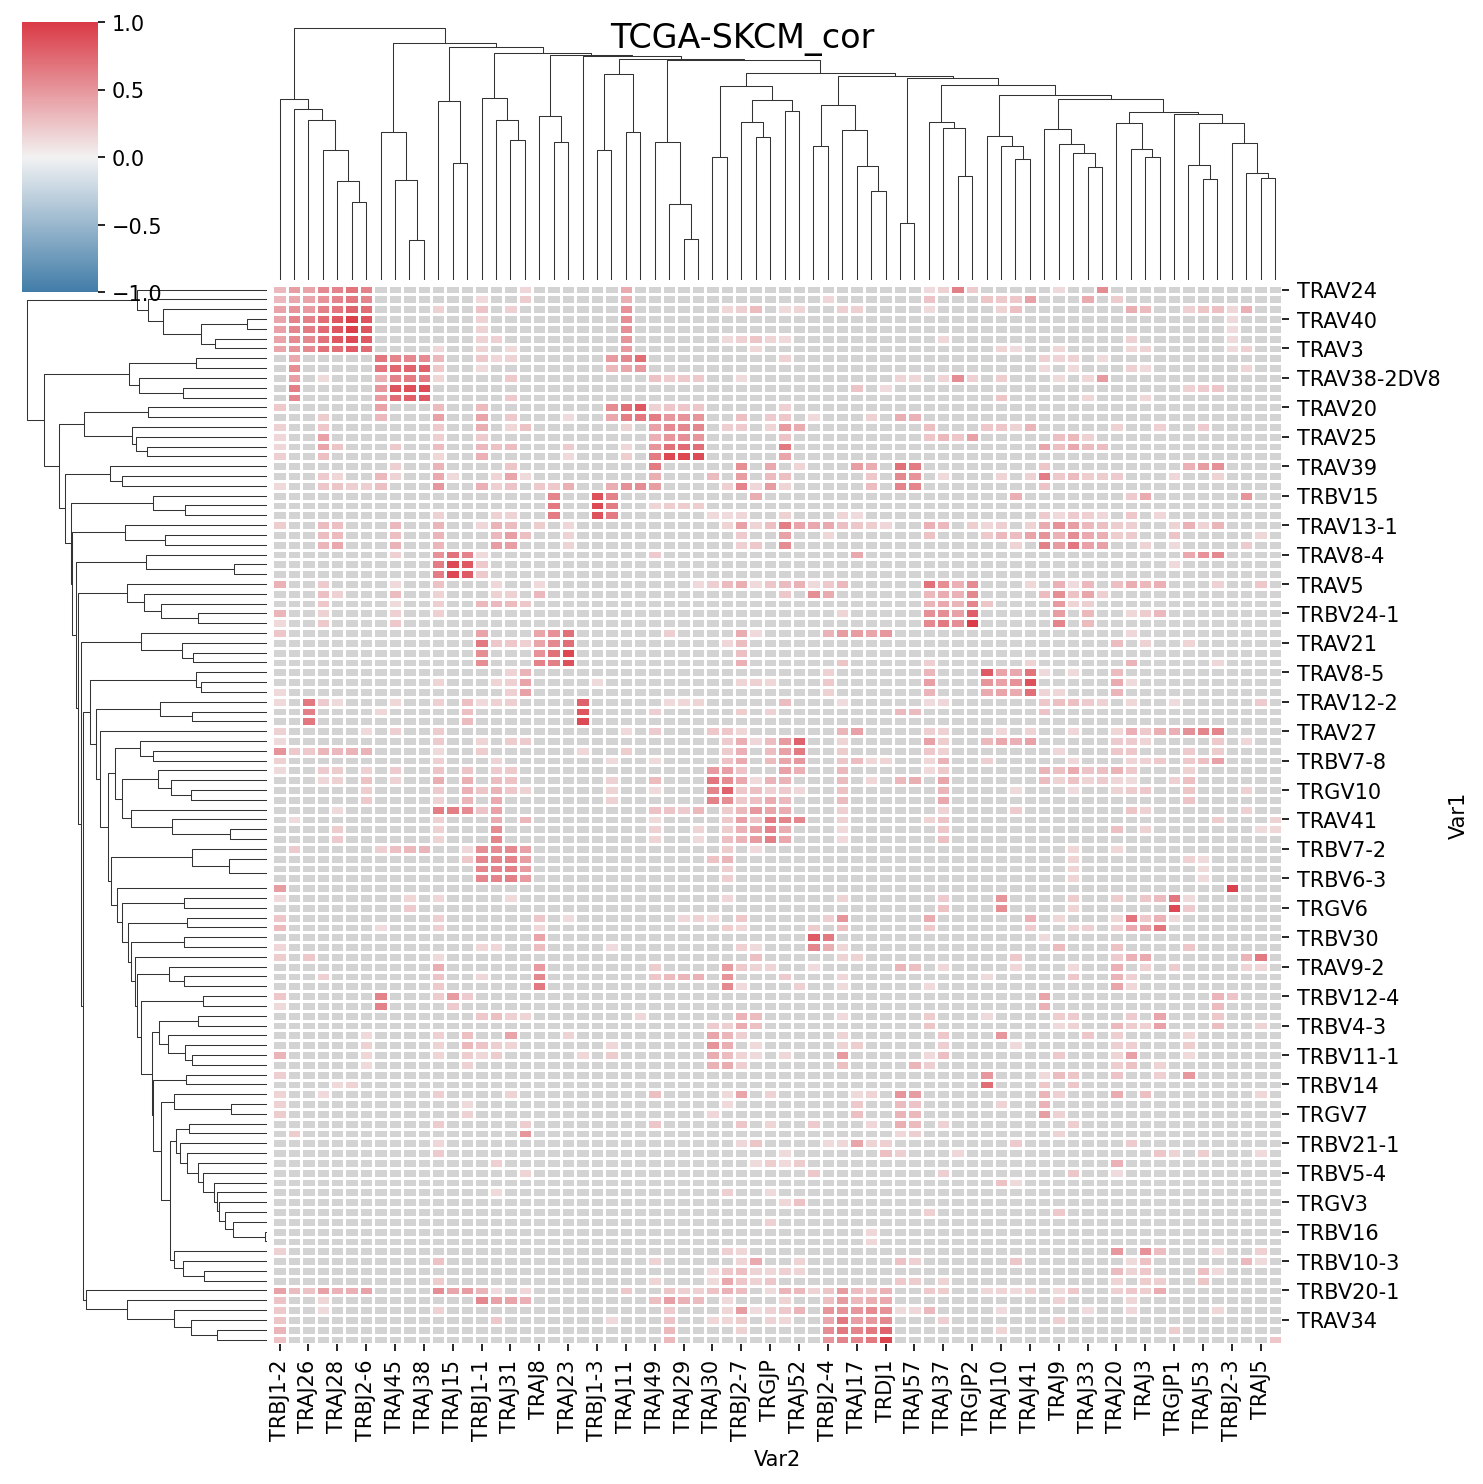 TCGA-SKCM_cor
1.0
0.5
0.0
−0.5
−1.0
TRAV24
TRAV40
TRAV3
TRAV38-2DV8
TRAV20
TRAV25
TRAV39
TRBV15
TRAV13-1
TRAV8-4
TRAV5
TRBV24-1
TRAV21
TRAV8-5
TRAV12-2
TRAV27
TRBV7-8
TRGV10
TRAV41
TRBV7-2
TRBV6-3
TRGV6
TRBV30
TRAV9-2
TRBV12-4
TRBV4-3
TRBV11-1
TRBV14
TRGV7
TRBV21-1
TRBV5-4
TRGV3
TRBV16
TRBV10-3
TRBV20-1
TRAV34
Var1
TRBJ1-2
TRAJ26
TRAJ28
TRBJ2-6
TRAJ45
TRAJ38
TRAJ15
TRBJ1-1
TRAJ31
TRAJ8
TRAJ23
TRBJ1-3
TRAJ11
TRAJ49
TRAJ29
TRAJ30
TRBJ2-7
TRGJP
TRAJ52
TRBJ2-4
TRAJ17
TRDJ1
TRAJ57
TRAJ37
TRGJP2
TRAJ10
TRAJ41
TRAJ9
TRAJ33
TRAJ20
TRAJ3
TRGJP1
TRAJ53
TRBJ2-3
TRAJ5
Var2